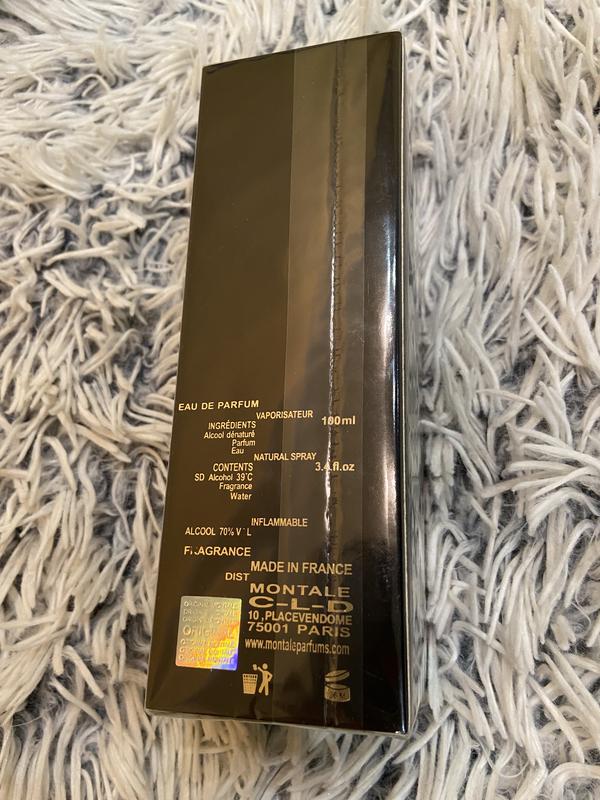 EAU DE PARFUM
VAPORISATEUR
100ml
INGRÉDIENTS
Alcool dénaturé
Parfum
Eau
NATURAL SPRAY
CONTENTS
3.4.fl.oz
SD Alcohol 39°C
Fragrance
Water
INFLAMMABLE
ALCOOL 70% V
FRAGRANCE
MADE IN FRANCE
DIST
MONTALE
C-L-D
10 ,PLACEVENDOME
75001 PARIS
www.montaleparfums.com